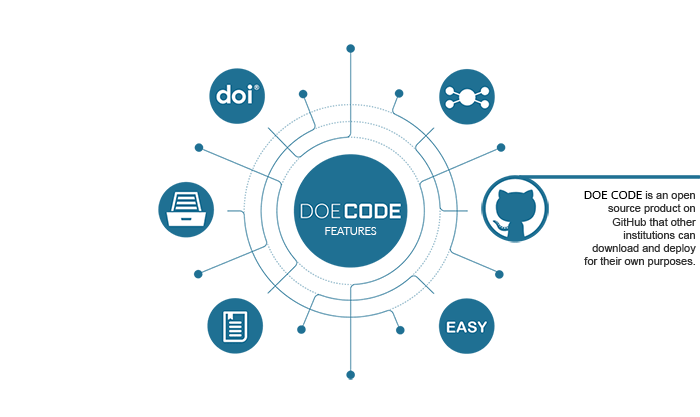 doi®
DOE CODE
FEATURES
DOE CODE is an open
source product on
GitHub that other
institutions can
download and deploy
for their own purposes.
EASY